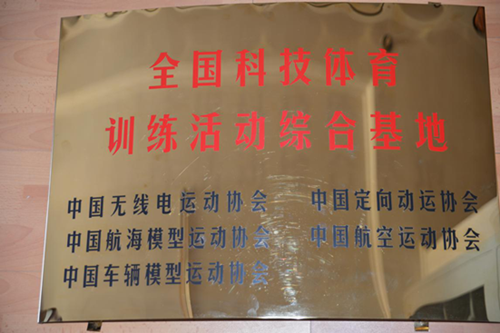 全国科技体育
训练活动综合基地
中国无线电运动协会 中国定向动运协会
中国航海模型运动协会 中国航空运动协会
中国车辆模型运动协会